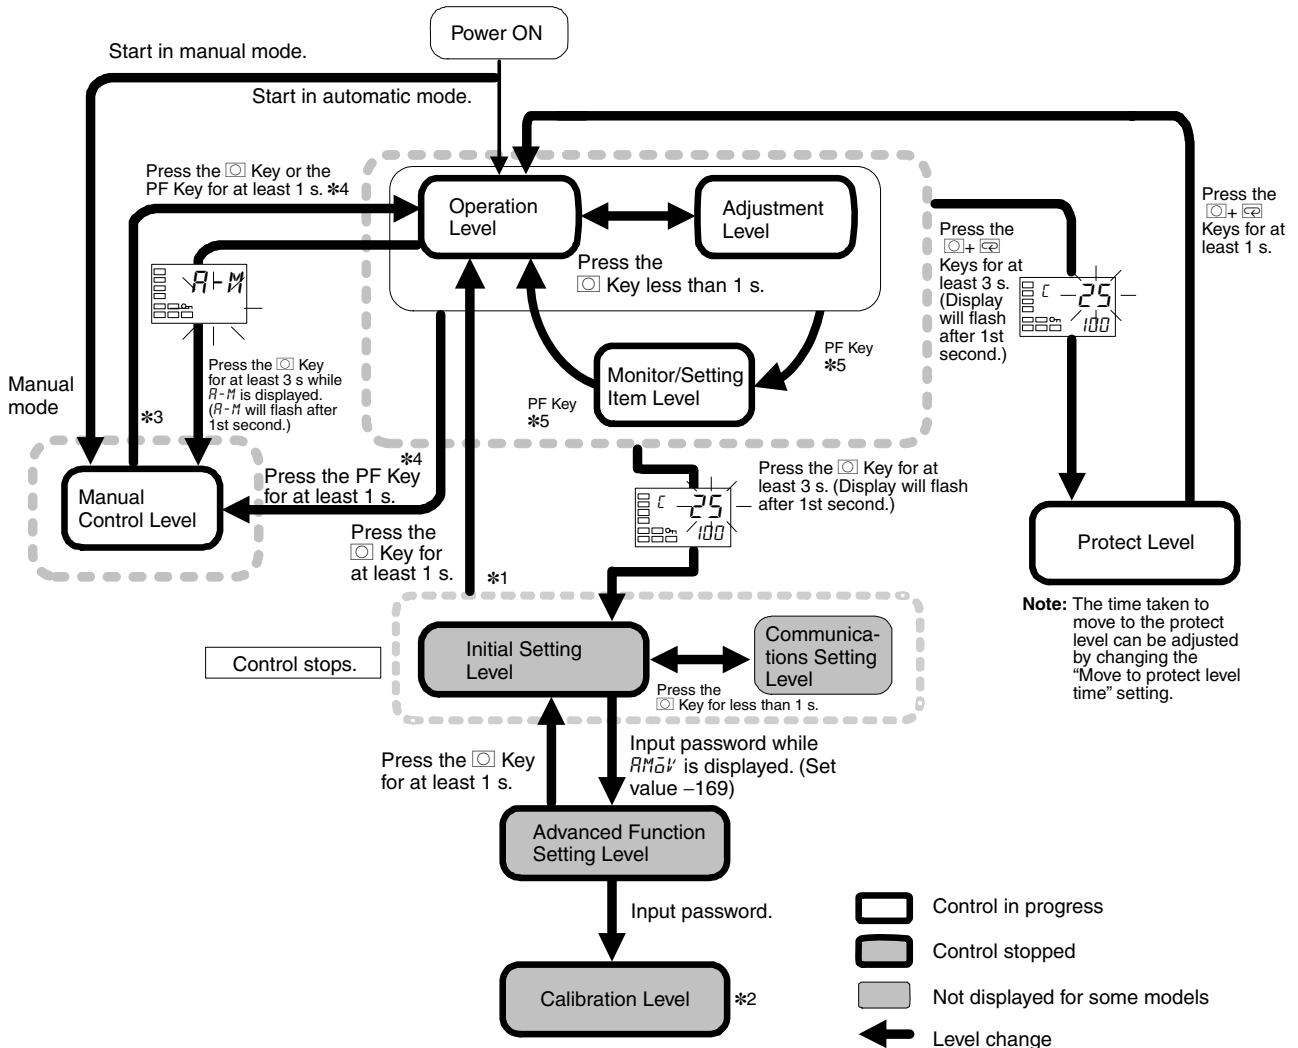 Power ON
Start in manual mode.
Start in automatic mode.
Press the Key or the
PF Key for at least 1 s. ✱4
Operation
Level
Adjustment
Level
Press the
Key less than 1 s.
Press the
+
Keys for at
least 3 s.
(Display
will flash
after 1st
second.)
Press the
+
Keys for at
least 1 s.
A-M
C 25
100
Press the Key
for at least 3 s while
A-M is displayed.
(A-M will flash after
1st second.)
Manual
mode
✱3
PF Key
✱5
Monitor/Setting
Item Level
PF Key
✱5
✱4
Press the PF Key
for at least 1 s.
Manual
Control Level
Press the Key for at
least 3 s. (Display will flash
after 1st second.)
C 25
100
Press the
Key for
at least 1 s.
✱1
Protect Level
Note: The time taken to
move to the protect
level can be adjusted
by changing the
“Move to protect level
time” setting.
Control stops.
Initial Setting
Level
Communica-
tions Setting
Level
Press the
Key for less than 1 s.
Press the Key
for at least 1 s.
Input password while
AMOV is displayed. (Set
value −169)
Advanced Function
Setting Level
Input password.
Calibration Level
✱2
Control in progress
Control stopped
Not displayed for some models
Level change